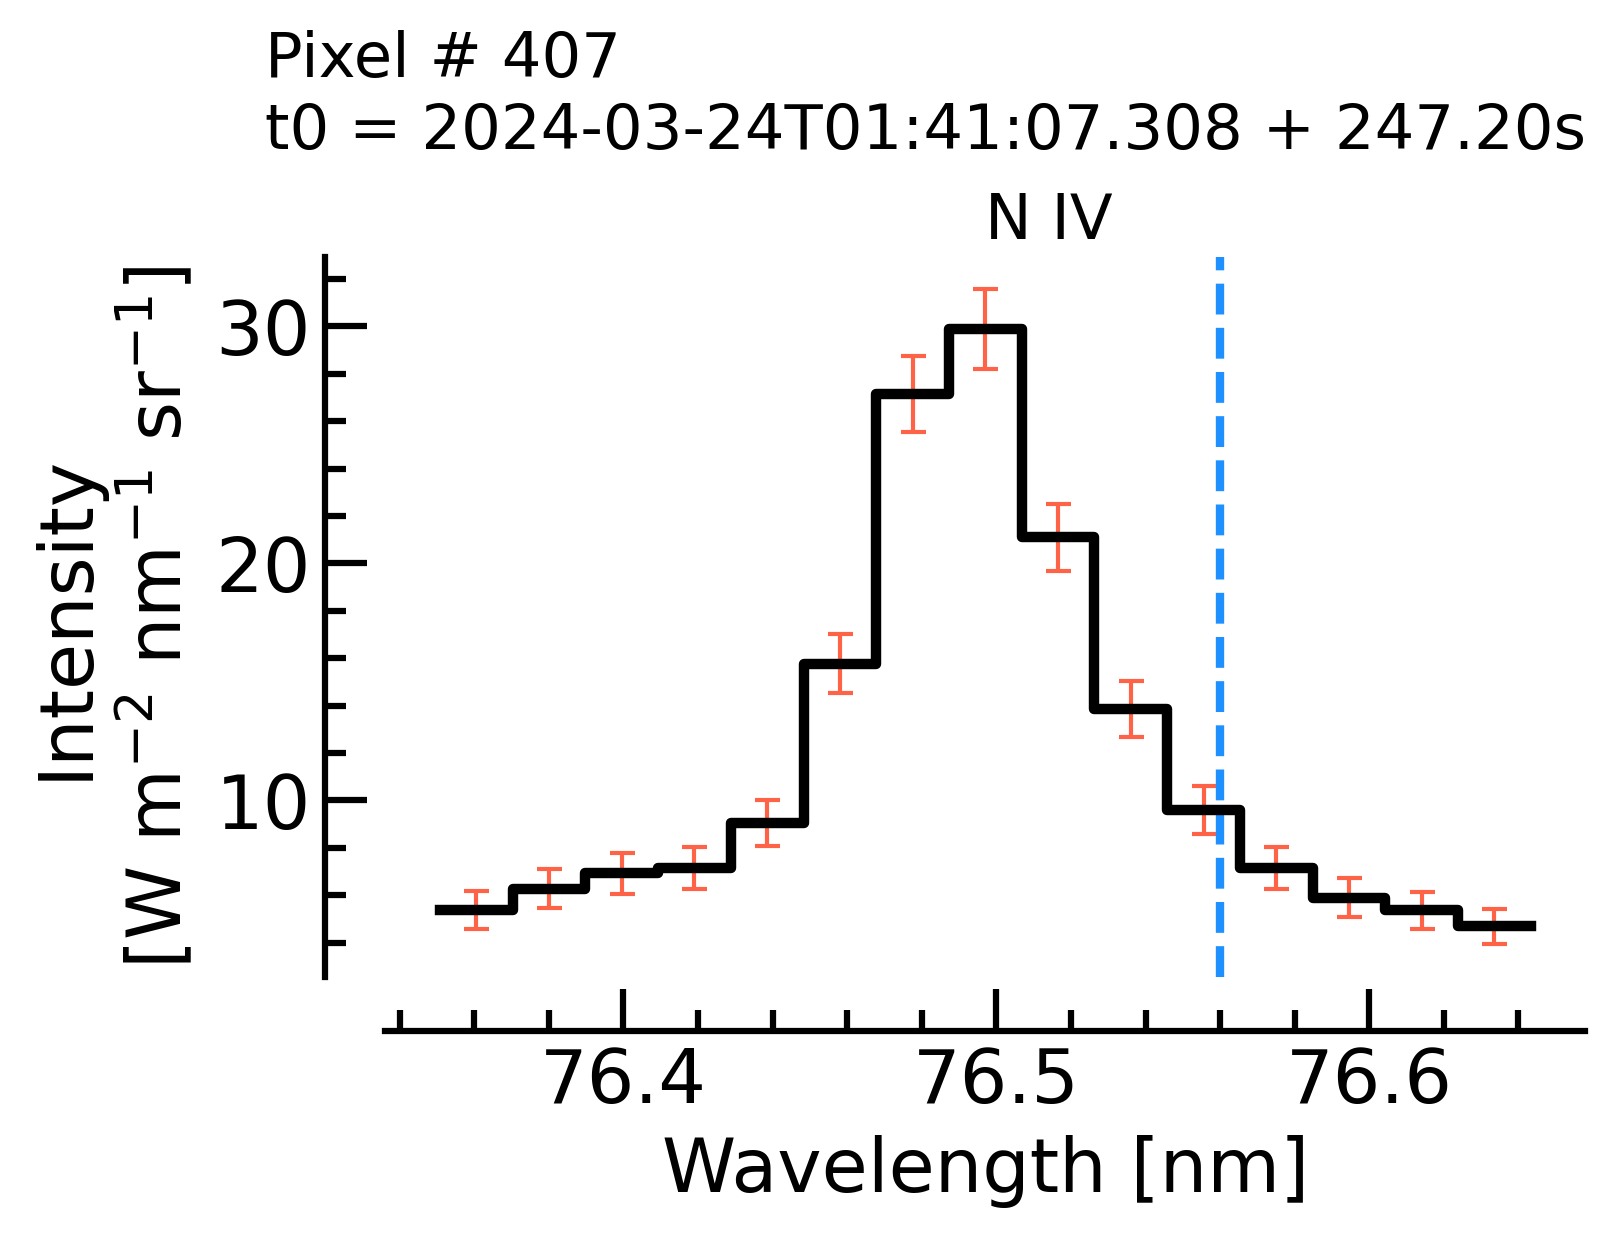 Pixel # 407
t0 = 2024-03-24T01:41:07.308 + 247.20s
N IV
Intensity
[W m⁻² nm⁻¹ sr⁻¹]
30
20
10
76.4 76.5 76.6
Wavelength [nm]